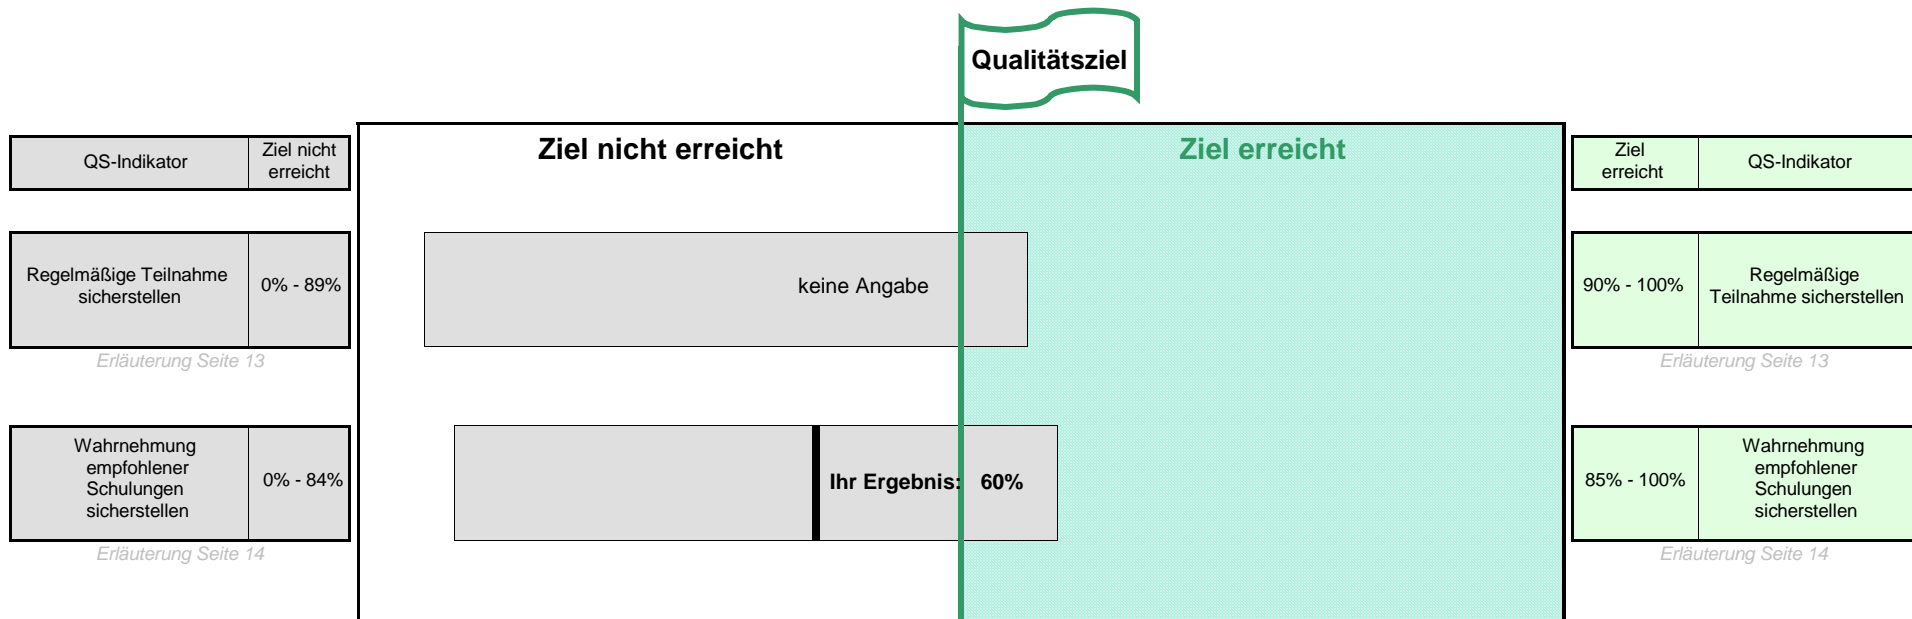 Qualitätsziel
QS-Indikator
Ziel nicht
erreicht
Ziel nicht erreicht
Ziel erreicht
Ziel
erreicht
QS-Indikator
Regelmäßige Teilnahme
sicherstellen
0% - 89%
keine Angabe
90% - 100%
Regelmäßige
Teilnahme sicherstellen
Erläuterung Seite 13
Erläuterung Seite 13
Wahrnehmung
empfohlener
Schulungen
sicherstellen
0% - 84%
Ihr Ergebnis: 60%
85% - 100%
Wahrnehmung
empfohlener
Schulungen
sicherstellen
Erläuterung Seite 14
Erläuterung Seite 14